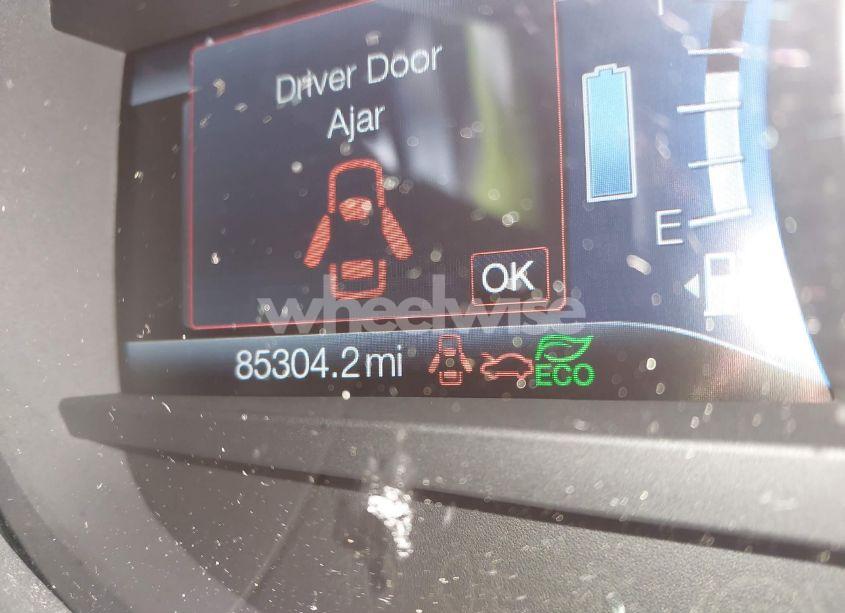 Driver Door
Ajar
E
OK
wheelwise
85304.2 mi
ECO